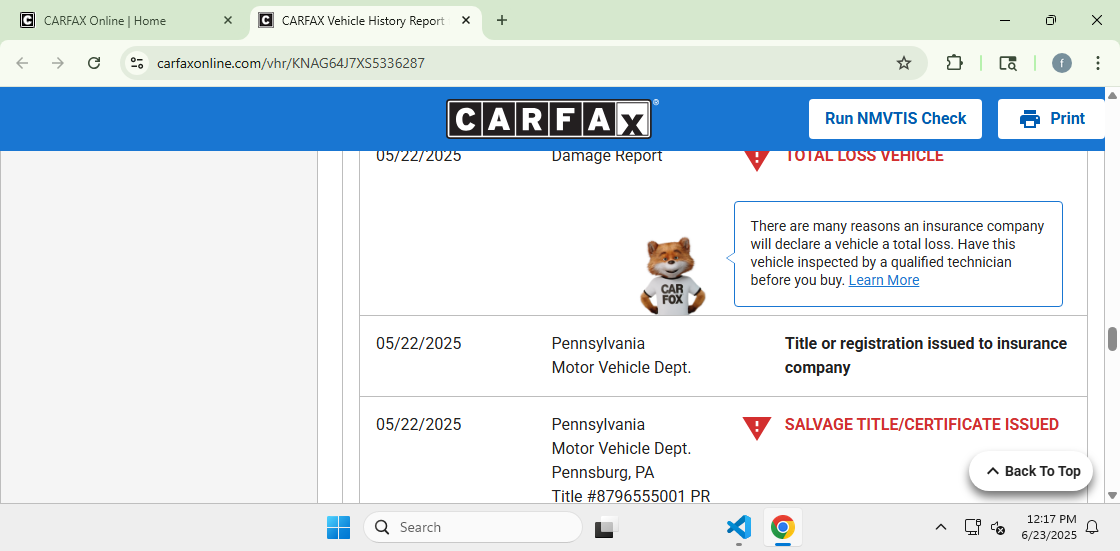 CARFAX Online | Home
CARFAX Vehicle History Report
carfaxonline.com/vhr/KNAG64J7XS5336287
f
CARFAX®
Run NMVTIS Check
Print
05/22/2025 Damage Report TOTAL LOSS VEHICLE
There are many reasons an insurance company
will declare a vehicle a total loss. Have this
vehicle inspected by a qualified technician
before you buy. Learn More
CAR
FOX
05/22/2025 Pennsylvania Title or registration issued to insurance
Motor Vehicle Dept. company
05/22/2025 Pennsylvania SALVAGE TITLE/CERTIFICATE ISSUED
Motor Vehicle Dept.
Pennsburg, PA
Title #8796555001 PR
Back To Top
Search
12:17 PM
6/23/2025